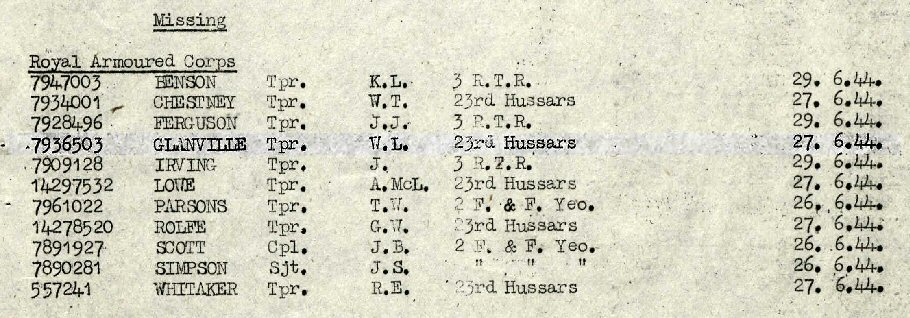 Missing
Royal Armoured Corps
7947003 BENSON Tpr. K.L. 3 R.T.R. 29. 6.44.
7934001 CHESTNEY Tpr. W.T. 23rd Hussars 27. 6.44.
7928496 FERGUSON Tpr. J.J. 3 R.T.R. 29. 6.44.
7936503 GLANVILLE Tpr. W.L. 23rd Hussars 27. 6.44.
7909128 IRVING Tpr. J. 3 R.T.R. 29. 6.44.
14297532 LOWE Tpr. A.McL. 23rd Hussars 27. 6.44.
7961022 PARSONS Tpr. T.W. 2 F. & F. Yeo. 26. 6.44.
14278520 ROLFE Tpr. G.W. 23rd Hussars 27. 6.44.
7891927 SCOTT Cpl. J.B. 2 F. & F. Yeo. 26. 6.44.
7890281 SIMPSON Sjt. J.S. " " " " 26. 6.44.
557241 WHITAKER Tpr. R.E. 23rd Hussars 27. 6.44.